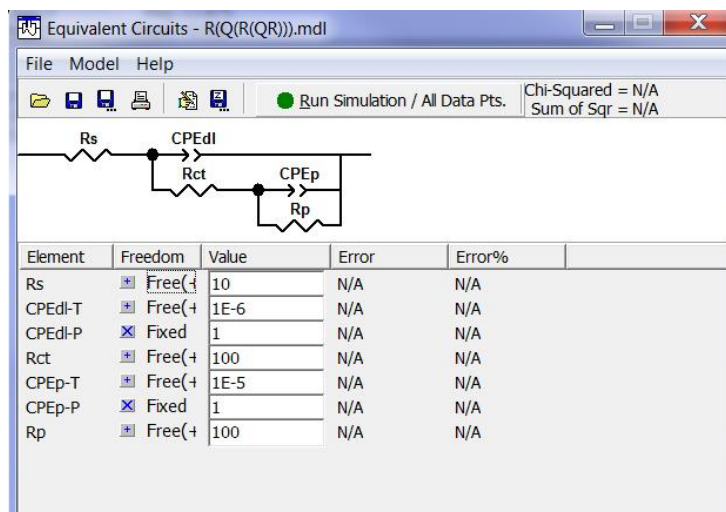 Equivalent Circuits - R(Q(R(QR))).mdl
File Model Help
Run Simulation / All Data Pts.
Chi-Squared = N/A
Sum of Sqr = N/A
Rs CPEdl
Rct CPEp
Rp
Element Freedom Value Error Error%
Rs Free(+ 10 N/A N/A
CPEdl-T Free(+ 1E-6 N/A N/A
CPEdl-P Fixed 1 N/A N/A
Rct Free(+ 100 N/A N/A
CPEp-T Free(+ 1E-5 N/A N/A
CPEp-P Fixed 1 N/A N/A
Rp Free(+ 100 N/A N/A